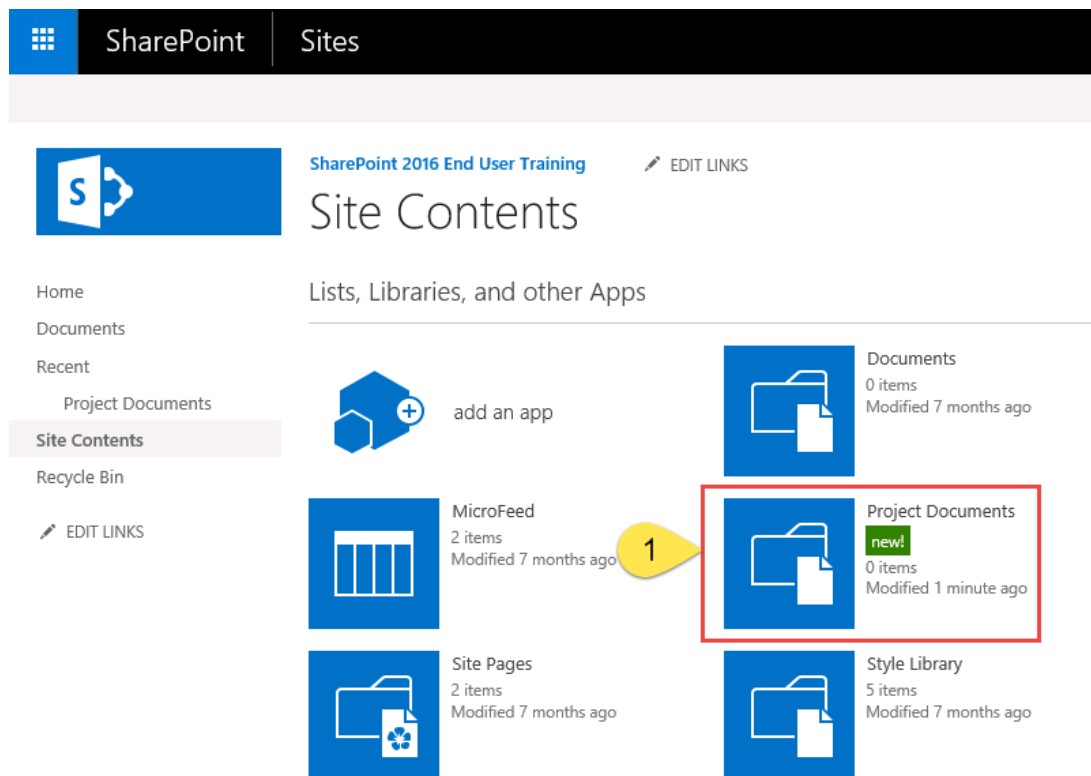 SharePoint Sites
S
SharePoint 2016 End User Training EDIT LINKS
Site Contents
Home
Documents
Recent
Project Documents
Site Contents
Recycle Bin
EDIT LINKS
Lists, Libraries, and other Apps
add an app
Documents
0 items
Modified 7 months ago
MicroFeed
2 items
Modified 7 months ago
1
Project Documents
new!
0 items
Modified 1 minute ago
Site Pages
2 items
Modified 7 months ago
Style Library
5 items
Modified 7 months ago